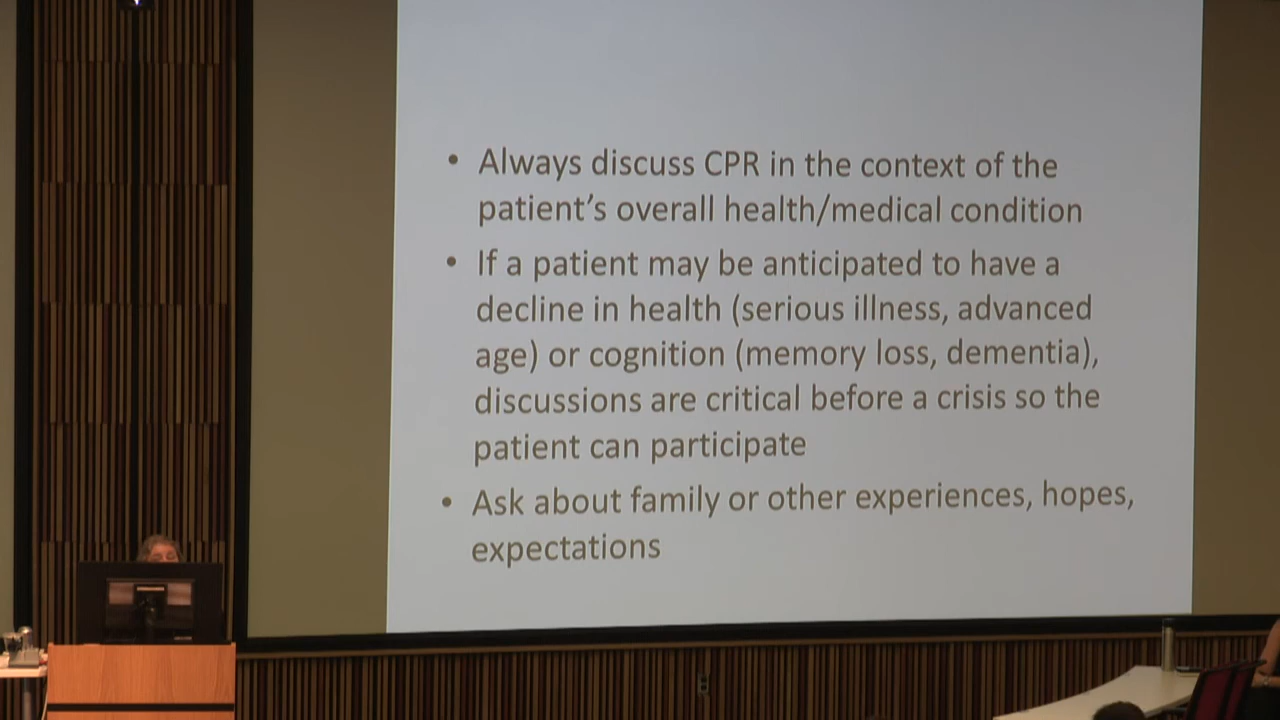 • Always discuss CPR in the context of the
patient's overall health/medical condition
• If a patient may be anticipated to have a
decline in health (serious illness, advanced
age) or cognition (memory loss, dementia),
discussions are critical before a crisis so the
patient can participate
• Ask about family or other experiences, hopes,
expectations